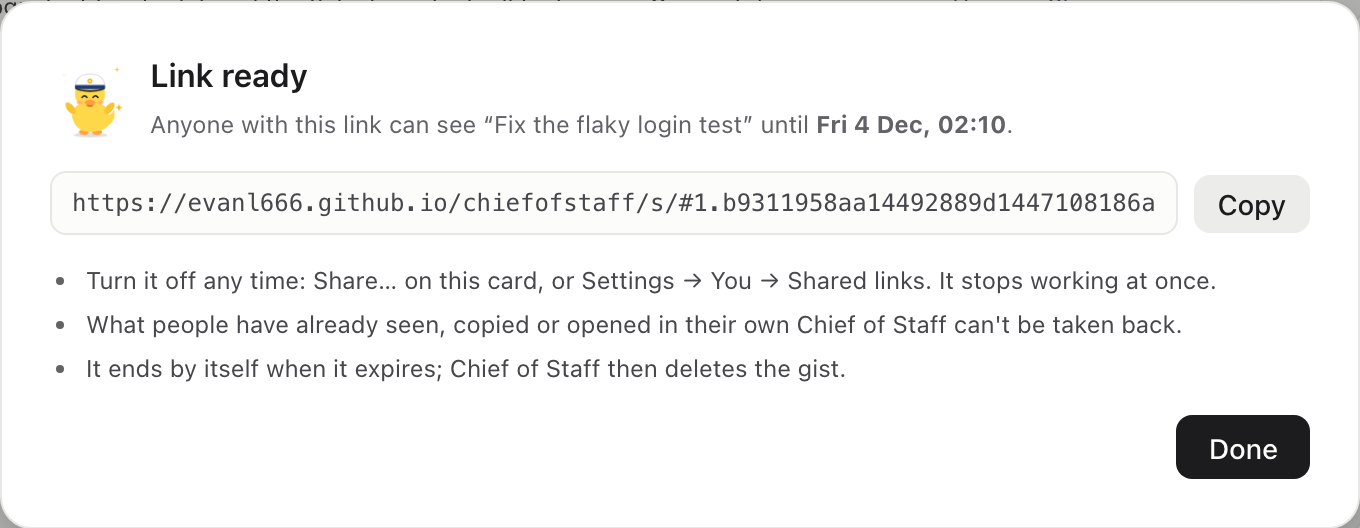 Link ready
Anyone with this link can see “Fix the flaky login test” until Fri 4 Dec, 02:10.
https://evanl666.github.io/chiefofstaff/s/#1.b9311958aa14492889d1447108186a
Copy
• Turn it off any time: Share… on this card, or Settings → You → Shared links. It stops working at once.
• What people have already seen, copied or opened in their own Chief of Staff can't be taken back.
• It ends by itself when it expires; Chief of Staff then deletes the gist.
Done